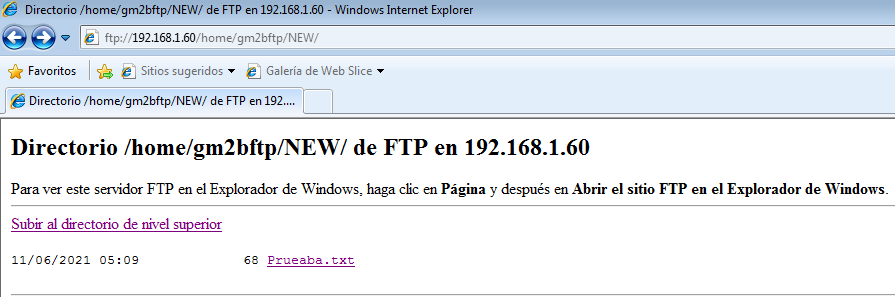 Directorio /home/gm2bftp/NEW/ de FTP en 192.168.1.60 - Windows Internet Explorer
ftp://192.168.1.60/home/gm2bftp/NEW/
Favoritos Sitios sugeridos Galería de Web Slice
Directorio /home/gm2bftp/NEW/ de FTP en 192....
Directorio /home/gm2bftp/NEW/ de FTP en 192.168.1.60
Para ver este servidor FTP en el Explorador de Windows, haga clic en Página y después en Abrir el sitio FTP en el Explorador de Windows.
Subir al directorio de nivel superior
11/06/2021 05:09 68 Prueaba.txt